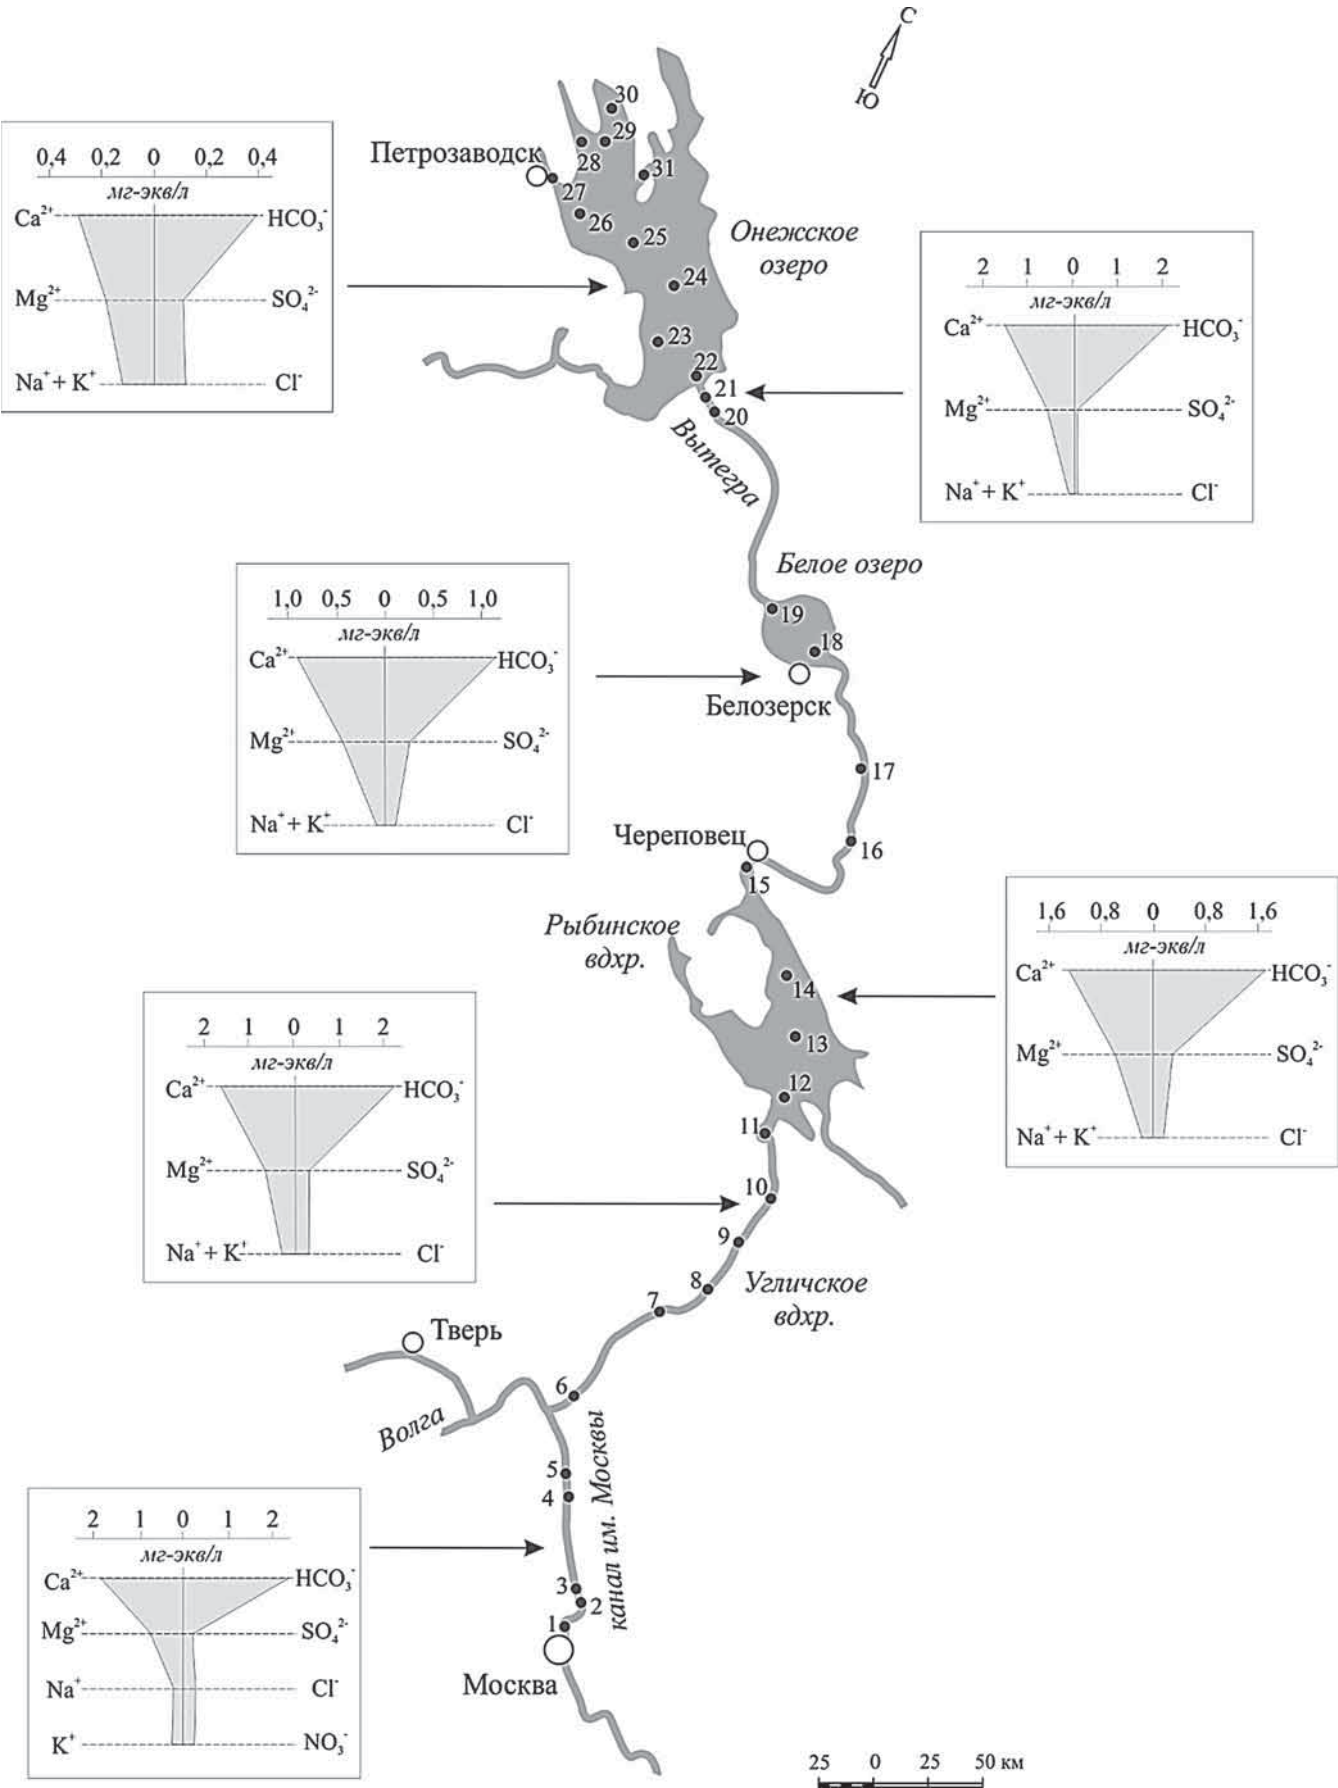 С
Ю
30
29
28
31
Петрозаводск
27
26
25
24
23
22
21
20
Онежское
озеро
0,4 0,2 0 0,2 0,4
мг-экв/л
Ca²⁺ HCO₃⁻
Mg²⁺ SO₄²⁻
Na⁺ + K⁺ Cl⁻
2 1 0 1 2
мг-экв/л
Ca²⁺ HCO₃⁻
Mg²⁺ SO₄²⁻
Na⁺ + K⁺ Cl⁻
Вытегра
Белое озеро
19
18
Белозерск
1,0 0,5 0 0,5 1,0
мг-экв/л
Ca²⁺ HCO₃⁻
Mg²⁺ SO₄²⁻
Na⁺ + K⁺ Cl⁻
17
16
Череповец
15
Рыбинское
вдхр.
14
13
12
11
1,6 0,8 0 0,8 1,6
мг-экв/л
Ca²⁺ HCO₃⁻
Mg²⁺ SO₄²⁻
Na⁺ + K⁺ Cl⁻
2 1 0 1 2
мг-экв/л
Ca²⁺ HCO₃⁻
Mg²⁺ SO₄²⁻
Na⁺ + K⁺ Cl⁻
10
9
8
7
Угличское
вдхр.
Тверь
6
Волга
канал им. Москвы
5
4
3
2
1
Москва
2 1 0 1 2
мг-экв/л
Ca²⁺ HCO₃⁻
Mg²⁺ SO₄²⁻
Na⁺ Cl⁻
K⁺ NO₃⁻
25 0 25 50 км